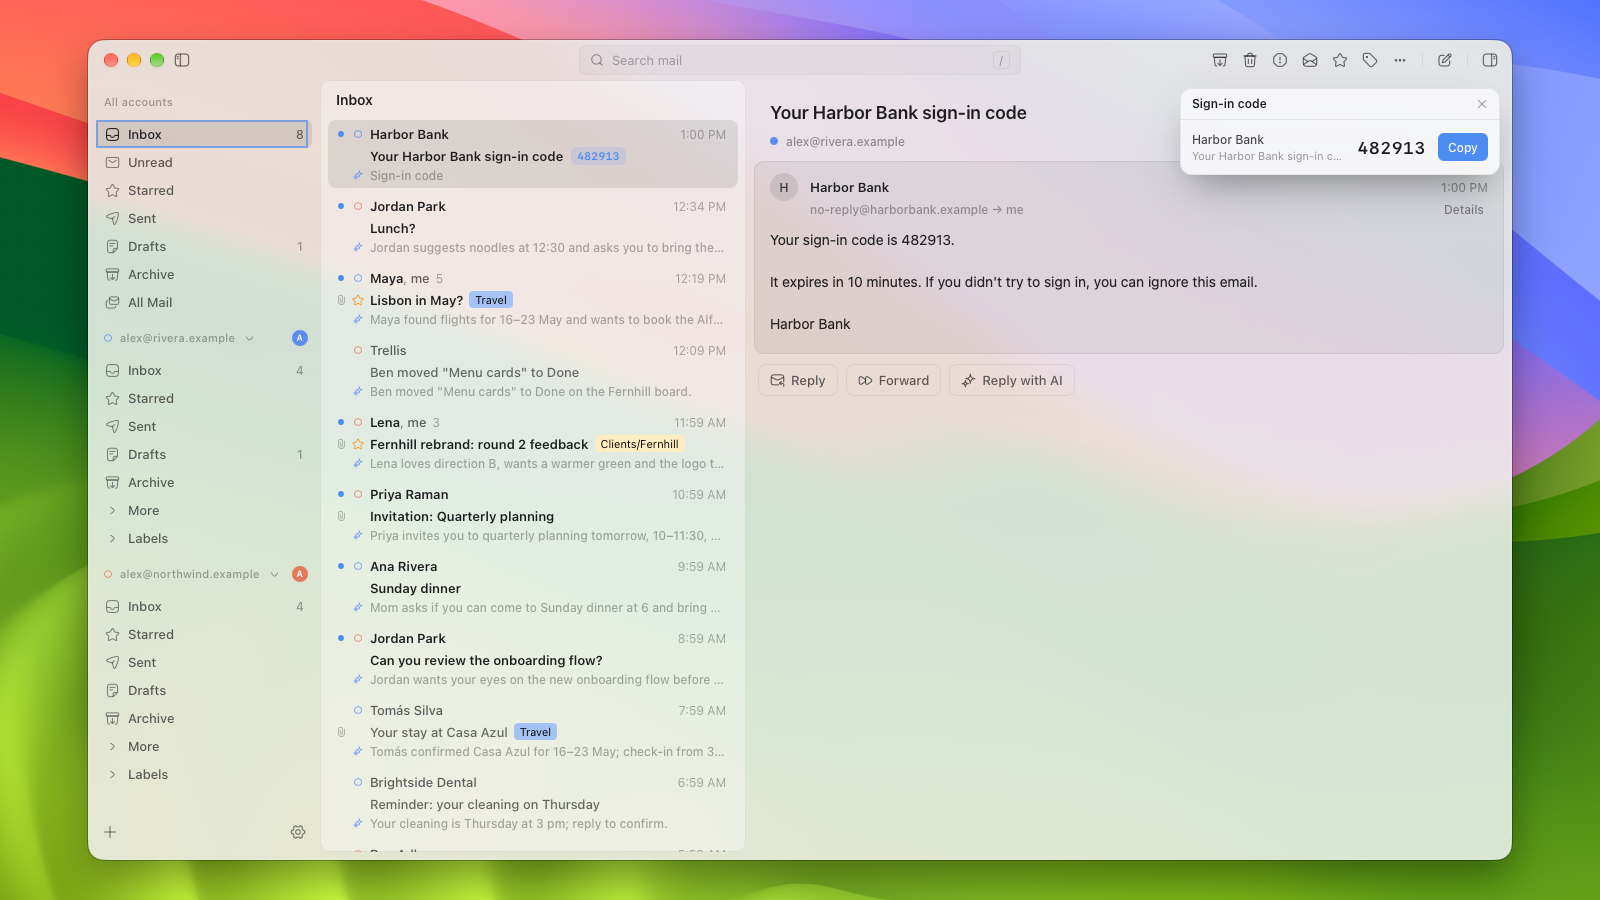 Search mail
/
All accounts
Inbox 8
Unread
Starred
Sent
Drafts 1
Archive
All Mail
alex@rivera.example A
Inbox 4
Starred
Sent
Drafts 1
Archive
More
Labels
alex@northwind.example A
Inbox 4
Starred
Sent
Drafts
Archive
More
Labels
Inbox
Harbor Bank 1:00 PM
Your Harbor Bank sign-in code 482913
Sign-in code
Jordan Park 12:34 PM
Lunch?
Jordan suggests noodles at 12:30 and asks you to bring the...
Maya, me 5 12:19 PM
Lisbon in May? Travel
Maya found flights for 16–23 May and wants to book the Alf...
Trellis 12:09 PM
Ben moved "Menu cards" to Done
Ben moved "Menu cards" to Done on the Fernhill board.
Lena, me 3 11:59 AM
Fernhill rebrand: round 2 feedback Clients/Fernhill
Lena loves direction B, wants a warmer green and the logo t...
Priya Raman 10:59 AM
Invitation: Quarterly planning
Priya invites you to quarterly planning tomorrow, 10–11:30, ...
Ana Rivera 9:59 AM
Sunday dinner
Mom asks if you can come to Sunday dinner at 6 and bring ...
Jordan Park 8:59 AM
Can you review the onboarding flow?
Jordan wants your eyes on the new onboarding flow before ...
Tomás Silva 7:59 AM
Your stay at Casa Azul Travel
Tomás confirmed Casa Azul for 16–23 May; check-in from 3...
Brightside Dental 6:59 AM
Reminder: your cleaning on Thursday
Your cleaning is Thursday at 3 pm; reply to confirm.
Your Harbor Bank sign-in code
alex@rivera.example
H
Harbor Bank 1:00 PM
no-reply@harborbank.example → me Details
Your sign-in code is 482913.
It expires in 10 minutes. If you didn't try to sign in, you can ignore this email.
Harbor Bank
Reply
Forward
Reply with AI
Sign-in code
Harbor Bank
Your Harbor Bank sign-in c...
482913
Copy